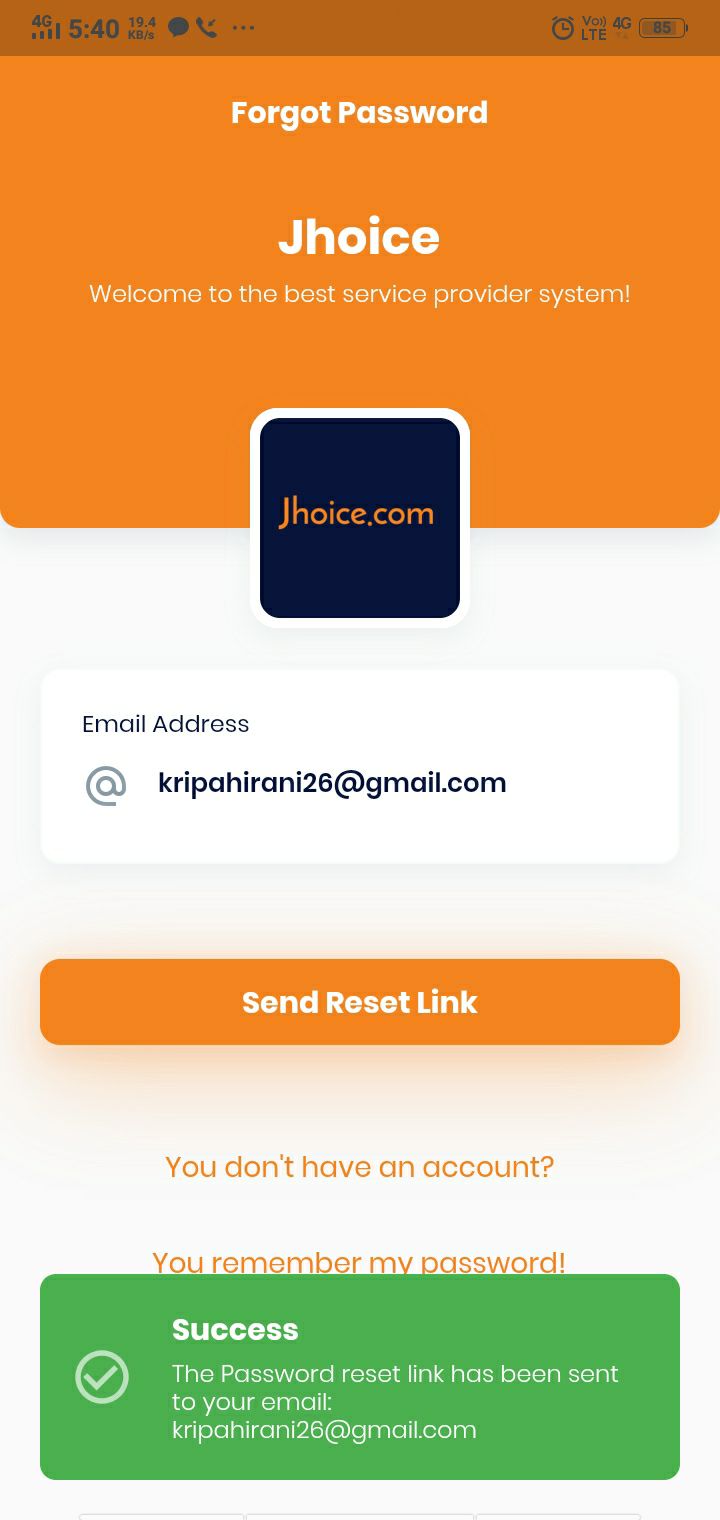 4G 5:40 19.4 KB/s ... Vo)) LTE 4G 85
Forgot Password
Jhoice
Welcome to the best service provider system!
Jhoice.com
Email Address
@ kripahirani26@gmail.com
Send Reset Link
You don't have an account?
You remember my password!
Success
The Password reset link has been sent
to your email:
kripahirani26@gmail.com